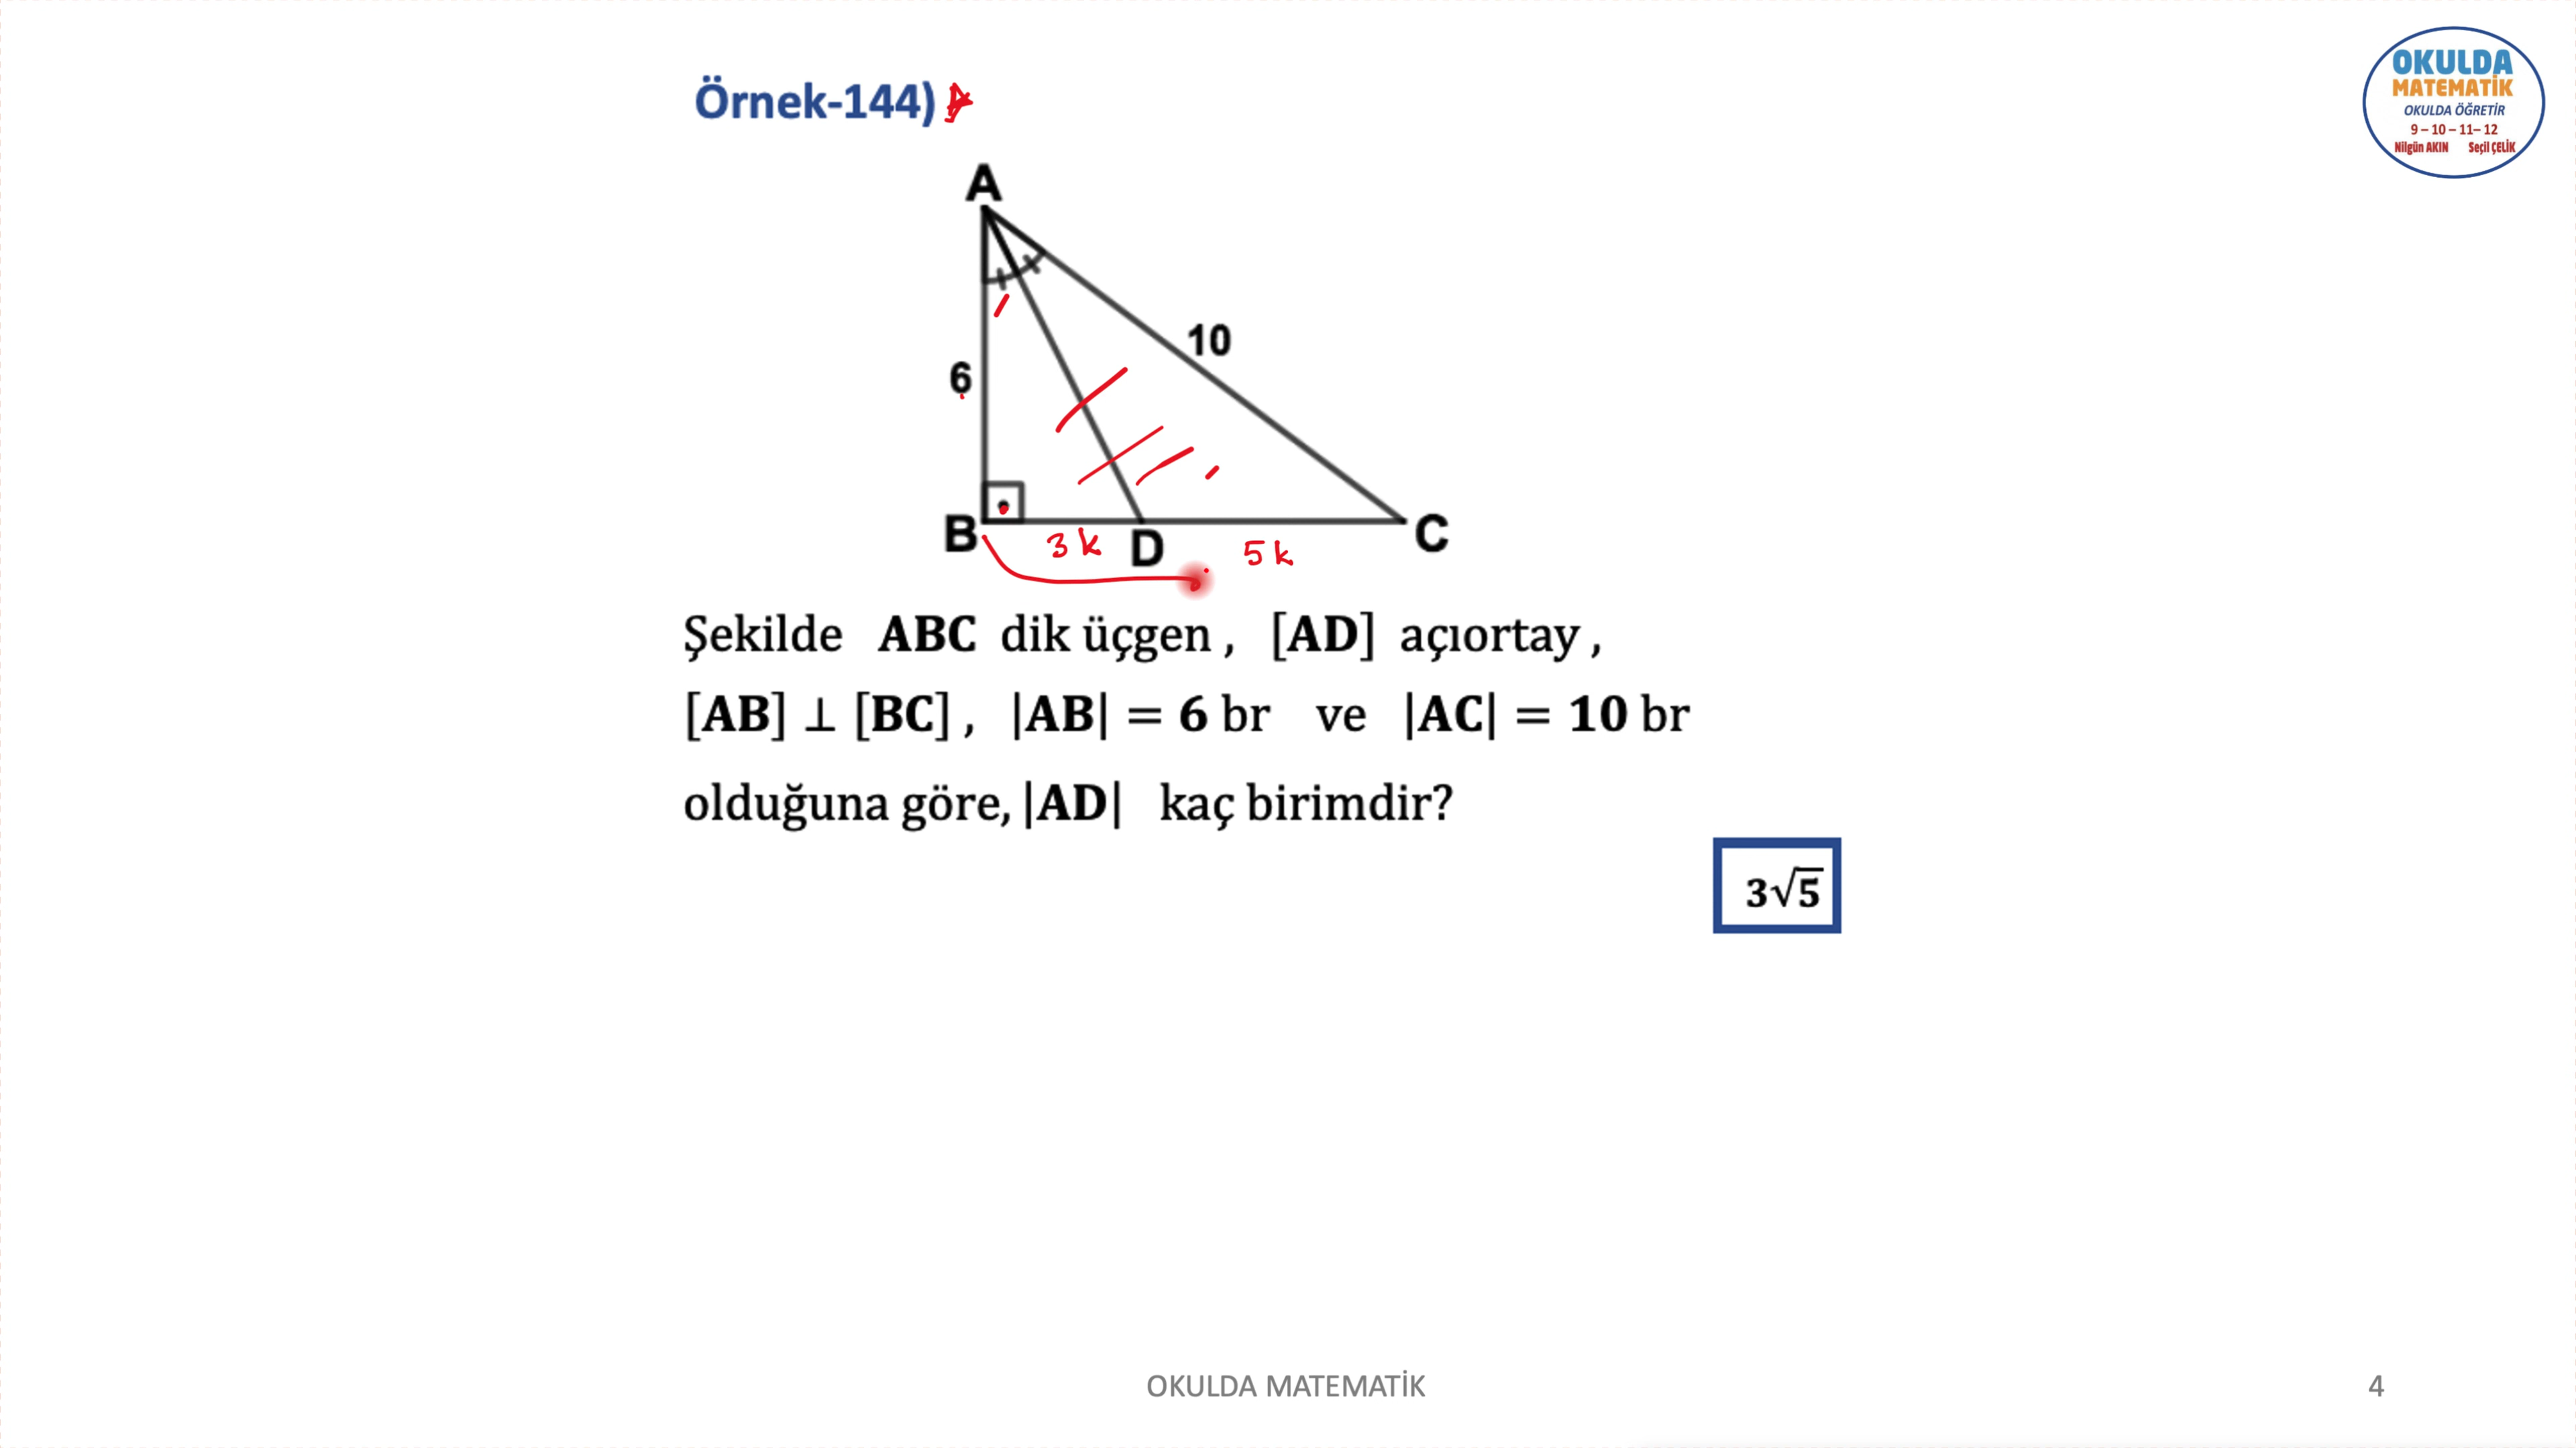 OKULDA
MATEMATİK
OKULDA ÖĞRETİR
9 – 10 – 11– 12
Nilgün AKIN Seçil ÇELİK
Örnek-144)
A
10
6
B
D
C
3k
5k
Şekilde ABC dik üçgen , [AD] açıortay ,
[AB] ⊥ [BC] , |AB| = 6 br ve |AC| = 10 br
olduğuna göre, |AD| kaç birimdir?
3√5
OKULDA MATEMATİK
4